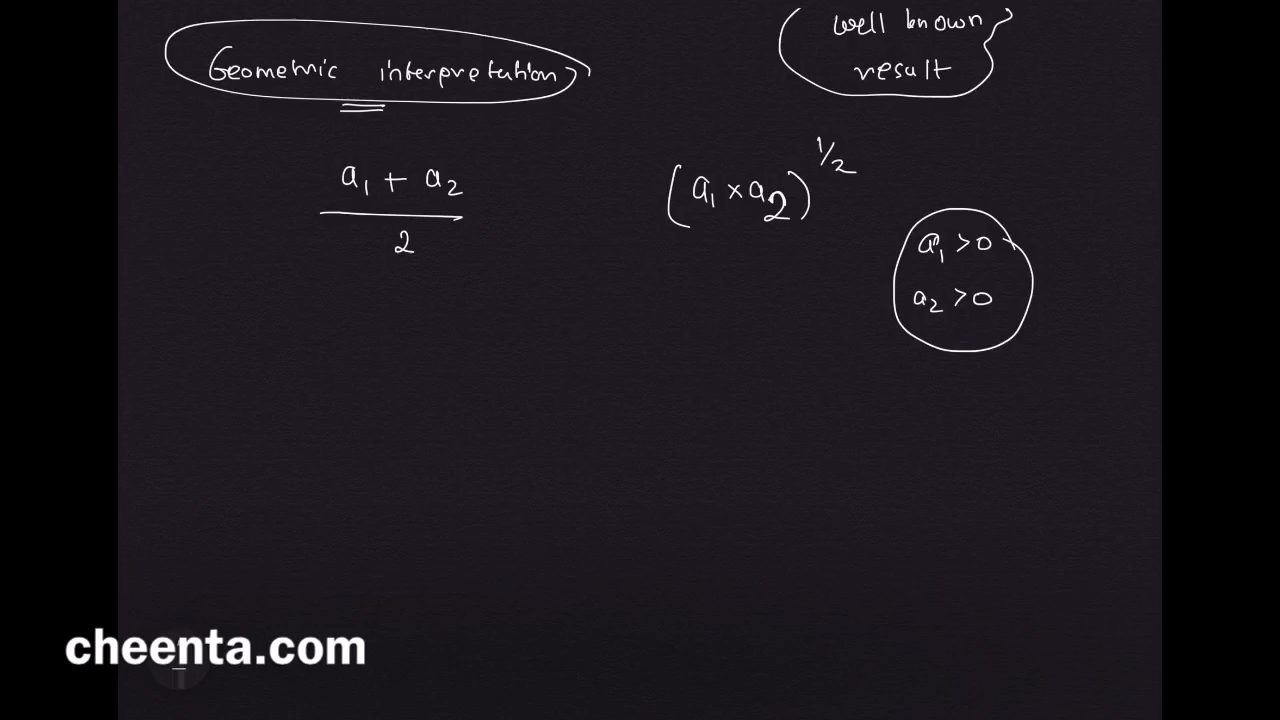 Geometric interpretation
well known
result
a₁ + a₂
2
(a₁ × a₂)^1/2
a₁ > 0
a₂ > 0
cheenta.com